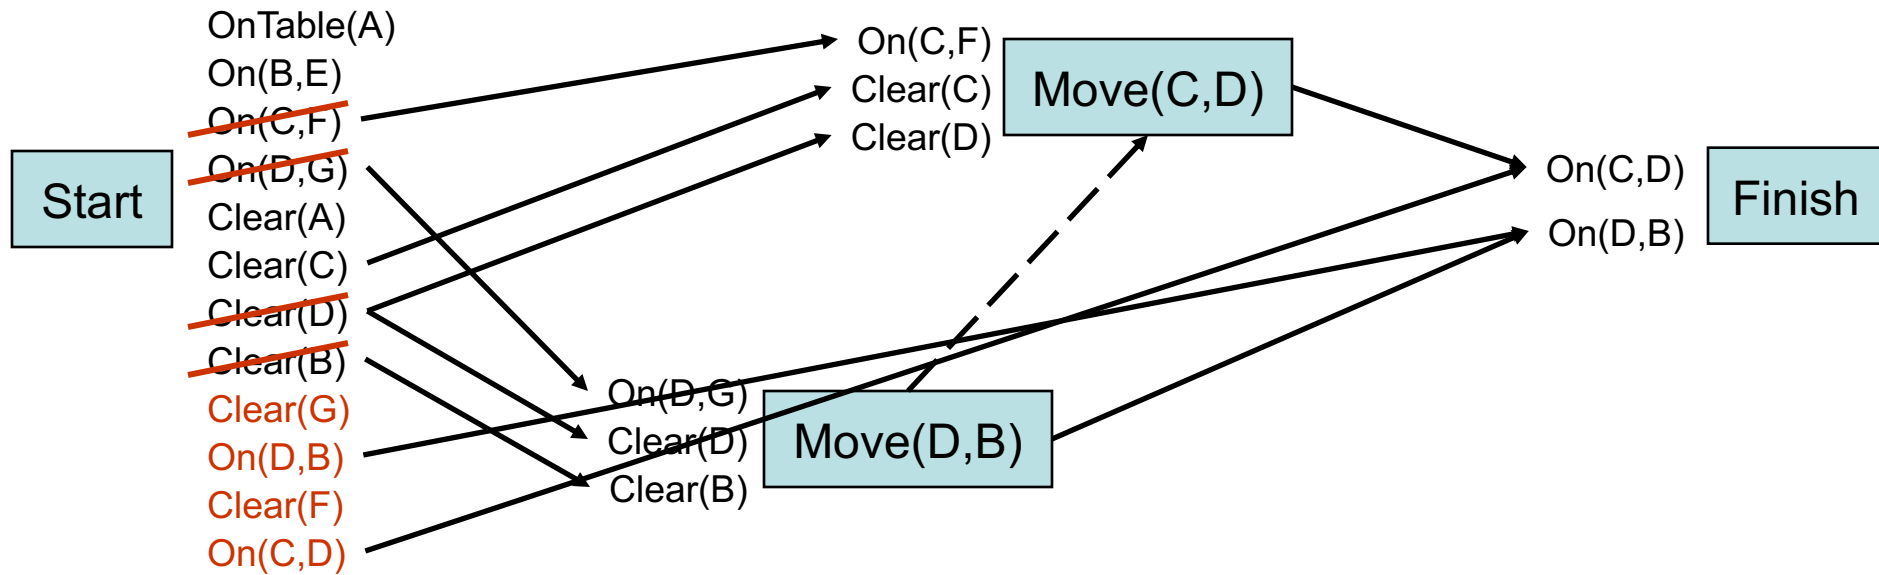 Start
OnTable(A)
On(B,E)
On(C,F)
On(D,G)
Clear(A)
Clear(C)
Clear(D)
Clear(B)
Clear(G)
On(D,B)
Clear(F)
On(C,D)
On(C,F)
Clear(C)
Clear(D)
Move(C,D)
On(D,G)
Clear(D)
Clear(B)
Move(D,B)
On(C,D)
On(D,B)
Finish